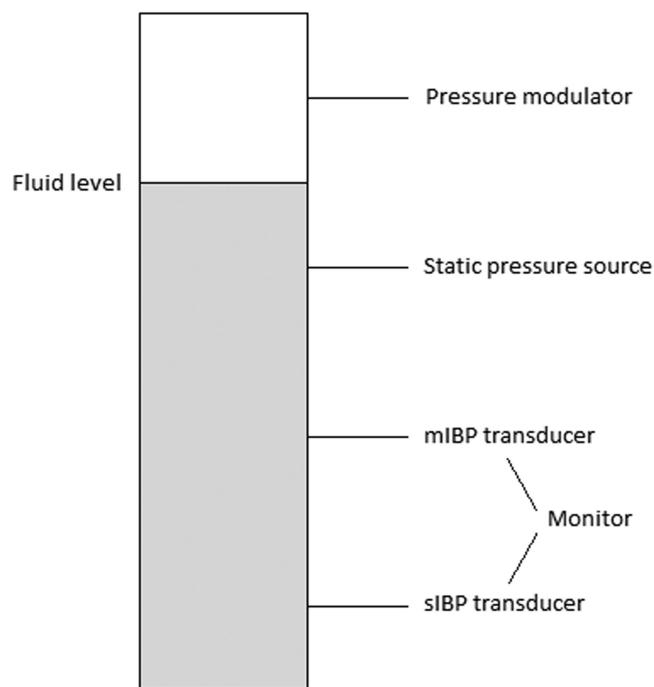 Pressure modulator
Fluid level
Static pressure source
mIBP transducer
Monitor
sIBP transducer